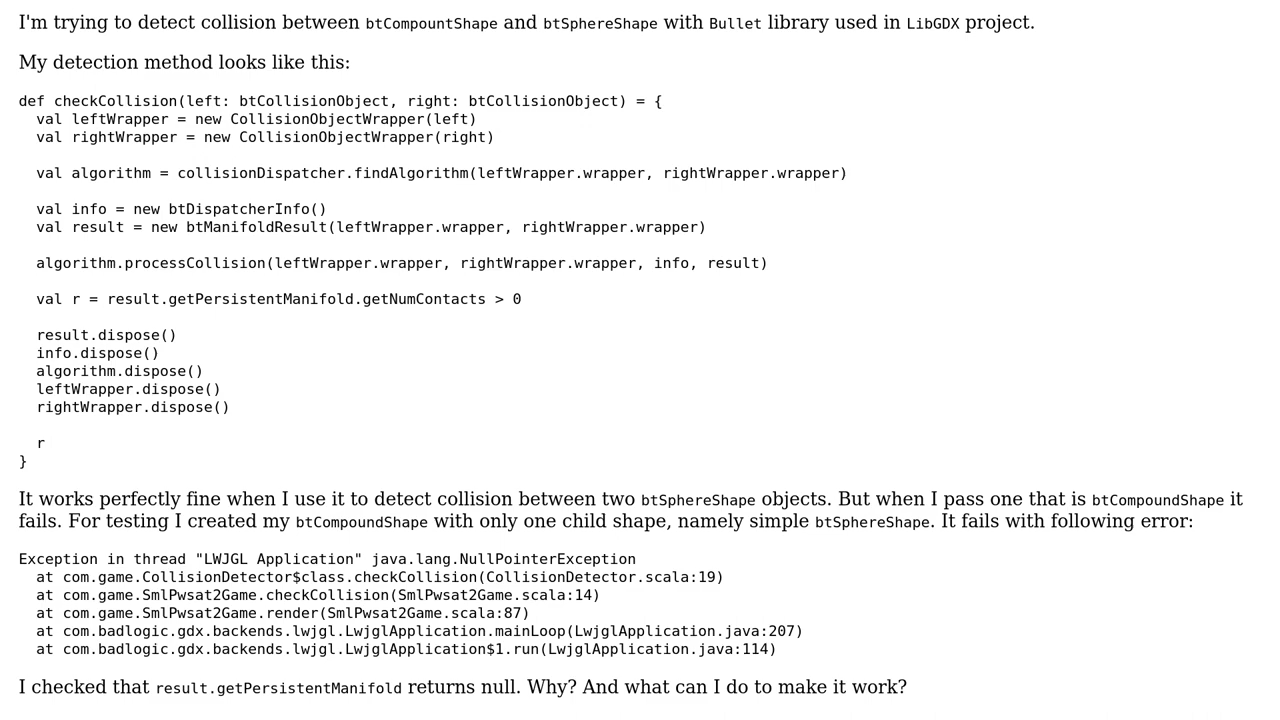 I'm trying to detect collision between btCompountShape and btSphereShape with Bullet library used in LibGDX project.
My detection method looks like this:
def checkCollision(left: btCollisionObject, right: btCollisionObject) = {
  val leftWrapper = new CollisionObjectWrapper(left)
  val rightWrapper = new CollisionObjectWrapper(right)
  val algorithm = collisionDispatcher.findAlgorithm(leftWrapper.wrapper, rightWrapper.wrapper)
  val info = new btDispatcherInfo()
  val result = new btManifoldResult(leftWrapper.wrapper, rightWrapper.wrapper)
  algorithm.processCollision(leftWrapper.wrapper, rightWrapper.wrapper, info, result)
  val r = result.getPersistentManifold.getNumContacts > 0
  result.dispose()
  info.dispose()
  algorithm.dispose()
  leftWrapper.dispose()
  rightWrapper.dispose()
  r
}
It works perfectly fine when I use it to detect collision between two btSphereShape objects. But when I pass one that is btCompoundShape it
fails. For testing I created my btCompoundShape with only one child shape, namely simple btSphereShape. It fails with following error:
Exception in thread "LWJGL Application" java.lang.NullPointerException
  at com.game.CollisionDetector$class.checkCollision(CollisionDetector.scala:19)
  at com.game.SmlPwsat2Game.checkCollision(SmlPwsat2Game.scala:14)
  at com.game.SmlPwsat2Game.render(SmlPwsat2Game.scala:87)
  at com.badlogic.gdx.backends.lwjgl.LwjglApplication.mainLoop(LwjglApplication.java:207)
  at com.badlogic.gdx.backends.lwjgl.LwjglApplication$1.run(LwjglApplication.java:114)
I checked that result.getPersistentManifold returns null. Why? And what can I do to make it work?